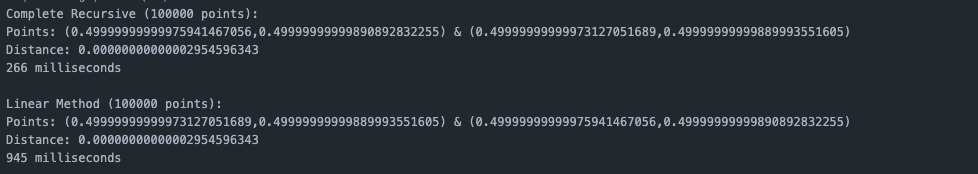 Complete Recursive (100000 points):
Points: (0.49999999999975941467056,0.49999999999890892832255) & (0.49999999999973127051689,0.49999999999889993551605)
Distance: 0.00000000000002954596343
266 milliseconds
Linear Method (100000 points):
Points: (0.49999999999973127051689,0.49999999999889993551605) & (0.49999999999975941467056,0.49999999999890892832255)
Distance: 0.00000000000002954596343
945 milliseconds